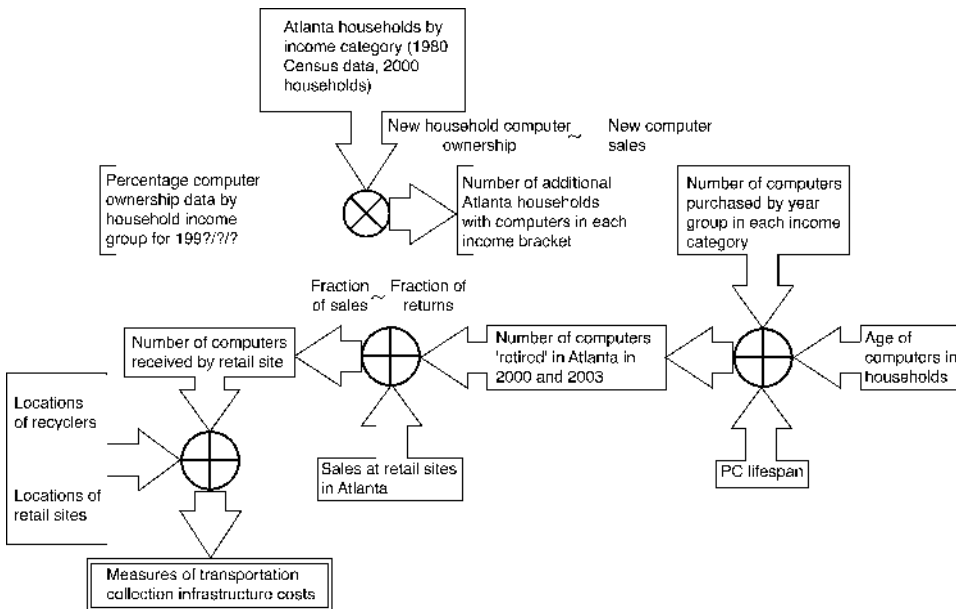 Atlanta households by
income category (1980
Census data, 2000
households)
New household computer
ownership
~
New computer
sales
Percentage computer
ownership data by
household income
group for 199?/?/?
Number of additional
Atlanta households
with computers in each
income bracket
Number of computers
purchased by year
group in each income
category
Fraction
of sales
~
Fraction of
returns
Number of computers
received by retail site
Number of computers
'retired' in Atlanta in
2000 and 2003
Age of
computers in
households
Locations
of recyclers
Locations of
retail sites
Sales at retail sites
in Atlanta
PC lifespan
Measures of transportation
collection infrastructure costs